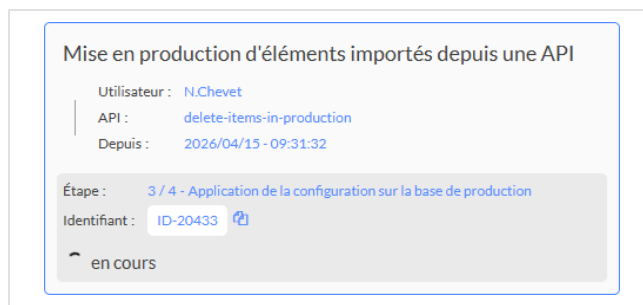 Mise en production d'éléments importés depuis une API
Utilisateur : N.Chevet
API : delete-items-in-production
Depuis : 2026/04/15 - 09:31:32
Étape : 3 / 4 - Application de la configuration sur la base de production
Identifiant : ID-20433
en cours